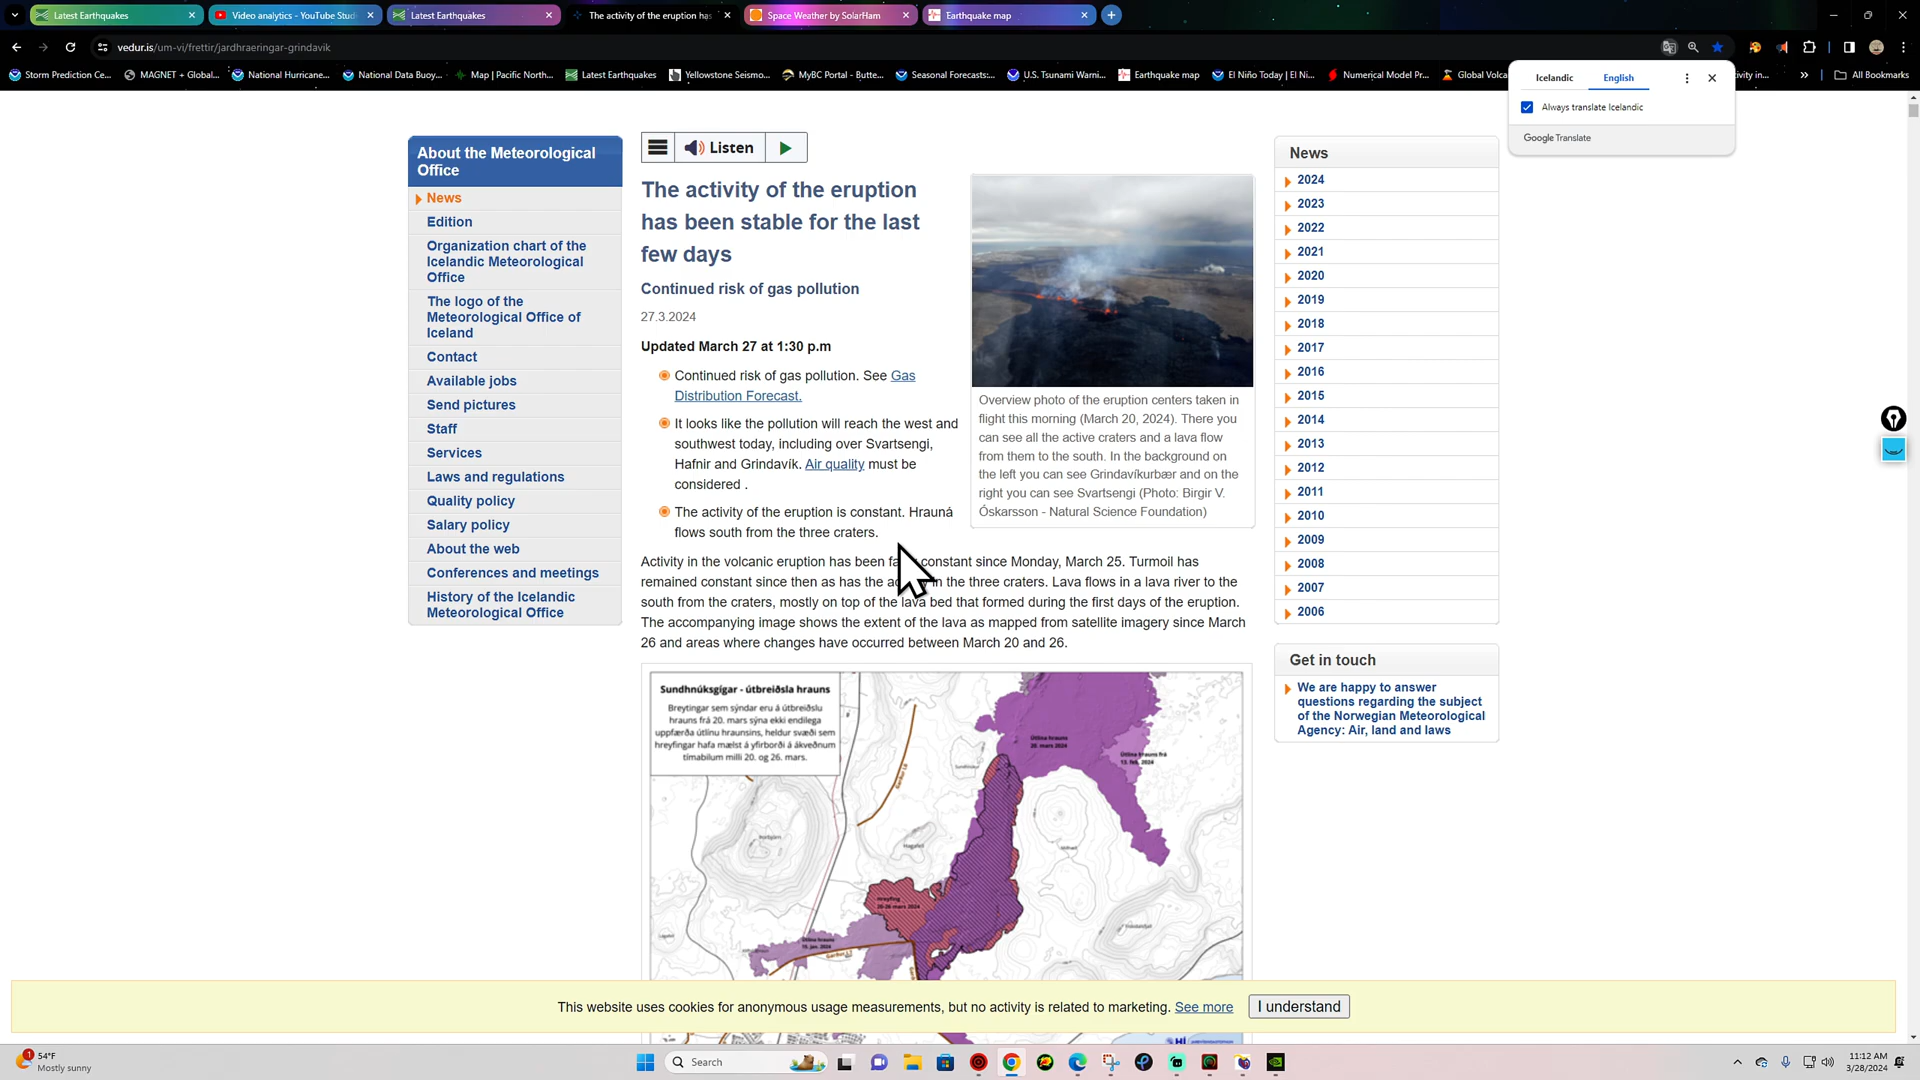 Latest Earthquakes
Video analytics - YouTube Stud
Latest Earthquakes
The activity of the eruption has
Space Weather by SolarHam
Earthquake map
vedur.is/um-vi/frettir/jardhraeringar-grindavik
Storm Prediction Ce...
MAGNET + Global...
National Hurricane...
National Data Buoy...
Map | Pacific North...
Latest Earthquakes
Yellowstone Seismo...
MyBC Portal - Butte...
Seasonal Forecasts:...
U.S. Tsunami Warni...
Earthquake map
El Niño Today | El Ni...
Numerical Model Pr...
Global Volca
tivity in...
All Bookmarks
Icelandic
English
Always translate Icelandic
Google Translate
About the Meteorological
Office
News
Edition
Organization chart of the
Icelandic Meteorological
Office
The logo of the
Meteorological Office of
Iceland
Contact
Available jobs
Send pictures
Staff
Services
Laws and regulations
Quality policy
Salary policy
About the web
Conferences and meetings
History of the Icelandic
Meteorological Office
Listen
The activity of the eruption
has been stable for the last
few days
Continued risk of gas pollution
27.3.2024
Updated March 27 at 1:30 p.m
Continued risk of gas pollution. See Gas
Distribution Forecast.
It looks like the pollution will reach the west and
southwest today, including over Svartsengi,
Hafnir and Grindavík. Air quality must be
considered .
The activity of the eruption is constant. Hrauná
flows south from the three craters.
Overview photo of the eruption centers taken in
flight this morning (March 20, 2024). There you
can see all the active craters and a lava flow
from them to the south. In the background on
the left you can see Grindavíkurbær and on the
right you can see Svartsengi (Photo: Birgir V.
Óskarsson - Natural Science Foundation)
Activity in the volcanic eruption has been constant since Monday, March 25. Turmoil has
remained constant since then as has the in the three craters. Lava flows in a lava river to the
south from the craters, mostly on top of the lava bed that formed during the first days of the eruption.
The accompanying image shows the extent of the lava as mapped from satellite imagery since March
26 and areas where changes have occurred between March 20 and 26.
Sundhnúksgígar - útbreiðsla hrauns
Breytingar sem sýndar eru á útbreiðslu
hrauns frá 20. mars sýna ekki endilega
uppfærða útlínu hraunsins, heldur svæði sem
hreyfingar hafa mælst á yfirborði á ákveðnum
tímabilum milli 20. og 26. mars.
Útlína hrauns
20. mars 2024
Útlína hrauns frá
Hreyfing
20-26 mars 2024
Útlína hrauns
News
2024
2023
2022
2021
2020
2019
2018
2017
2016
2015
2014
2013
2012
2011
2010
2009
2008
2007
2006
Get in touch
We are happy to answer
questions regarding the subject
of the Norwegian Meteorological
Agency: Air, land and laws
This website uses cookies for anonymous usage measurements, but no activity is related to marketing. See more
I understand
1
54°F
Mostly sunny
Search
11:12 AM
3/28/2024